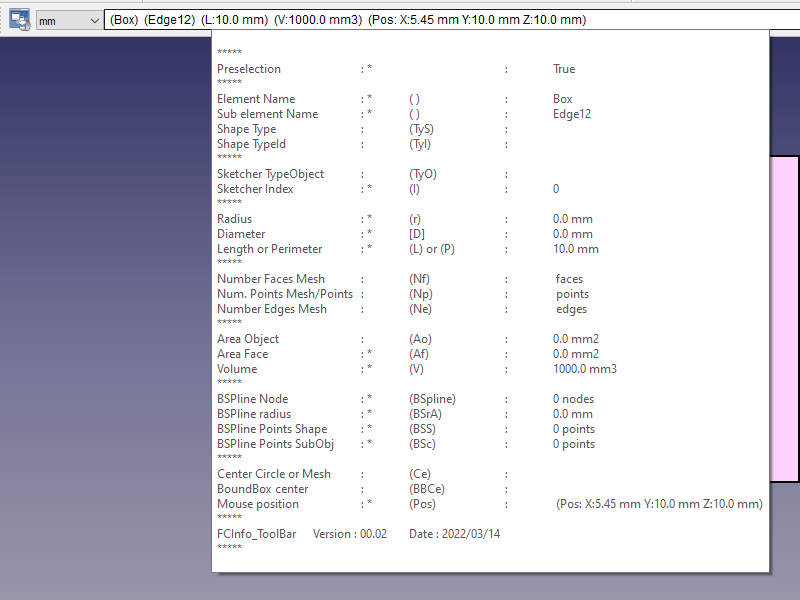 mm (Box) (Edge12) (L:10.0 mm) (V:1000.0 mm3) (Pos: X:5.45 mm Y:10.0 mm Z:10.0 mm)
*****
Preselection : * : True
*****
Element Name : * ( ) : Box
Sub element Name : * ( ) : Edge12
Shape Type : (TyS) :
Shape TypeId : (TyI) :
*****
Sketcher TypeObject : (TyO) :
Sketcher Index : * (I) : 0
*****
Radius : * (r) : 0.0 mm
Diameter : * [D] : 0.0 mm
Length or Perimeter : * (L) or (P) : 10.0 mm
*****
Number Faces Mesh : (Nf) : faces
Num. Points Mesh/Points : (Np) : points
Number Edges Mesh : (Ne) : edges
*****
Area Object : (Ao) : 0.0 mm2
Area Face : * (Af) : 0.0 mm2
Volume : * (V) : 1000.0 mm3
*****
BSPline Node : * (BSpline) : 0 nodes
BSPline radius : * (BSrA) : 0.0 mm
BSPline Points Shape : * (BSS) : 0 points
BSPline Points SubObj : * (BSc) : 0 points
*****
Center Circle or Mesh : (Ce) :
BoundBox center : (BBCe) :
Mouse position : * (Pos) : (Pos: X:5.45 mm Y:10.0 mm Z:10.0 mm)
*****
FCInfo_ToolBar Version : 00.02 Date : 2022/03/14
*****